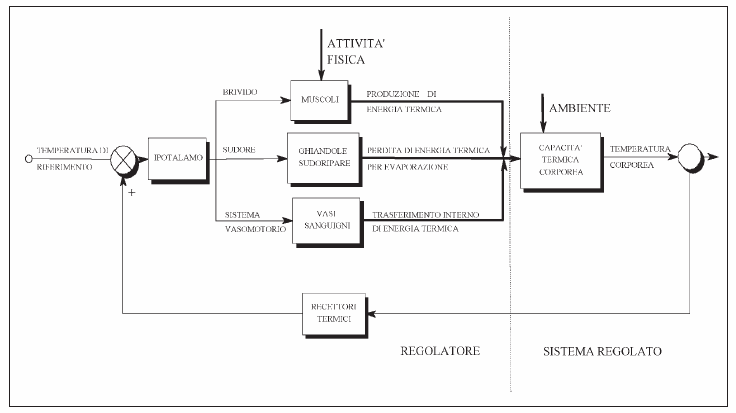 ATTIVITA'
FISICA
BRIVIDO
MUSCOLI
PRODUZIONE DI
ENERGIA TERMICA
AMBIENTE
TEMPERATURA DI
RIFERIMENTO
IPOTALAMO
SUDORE
GHIANDOLE
SUDORIPARE
PERDITA DI ENERGIA TERMICA
PER EVAPORAZIONE
CAPACITA'
TERMICA
CORPOREA
TEMPERATURA
CORPOREA
+
SISTEMA
VASOMOTORIO
VASI
SANGUIGNI
TRASFERIMENTO INTERNO
DI ENERGIA TERMICA
RECETTORI
TERMICI
REGOLATORE
SISTEMA REGOLATO